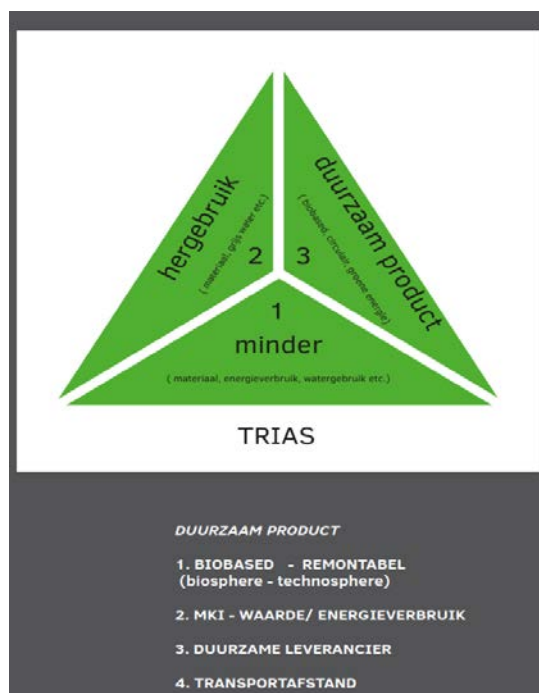 hergebruik
( materiaal, grijs water etc.)
2
duurzaam product
( biobased, circulair, groene energie)
3
1
minder
( materiaal, energieverbruik, watergebruik etc.)
TRIAS
DUURZAAM PRODUCT
1. BIOBASED - REMONTABEL
(biosphere - technosphere)
2. MKI - WAARDE/ ENERGIEVERBRUIK
3. DUURZAME LEVERANCIER
4. TRANSPORTAFSTAND